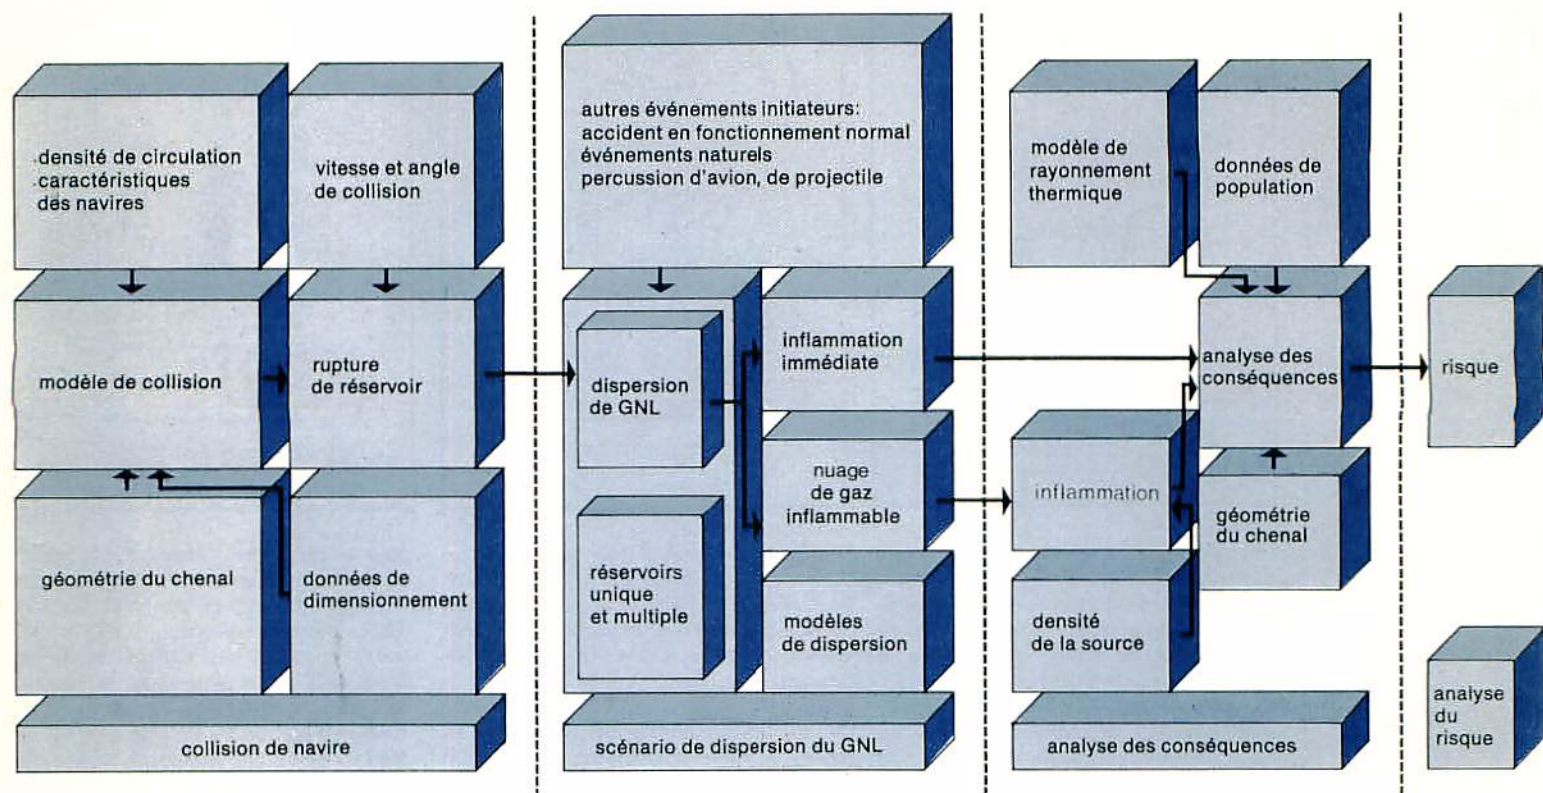 densité de circulation
caractéristiques
des navires
vitesse et angle
de collision
modèle de collision
rupture
de réservoir
géométrie du chenal
données de
dimensionnement
collision de navire
autres événements initiateurs:
accident en fonctionnement normal
événements naturels
percussion d'avion, de projectile
dispersion
de GNL
inflammation
immédiate
nuage
de gaz
inflammable
réservoirs
unique
et multiple
modèles
de dispersion
scénario de dispersion du GNL
modèle de
rayonnement
thermique
données de
population
analyse des
conséquences
inflammation
géométrie
du chenal
densité
de la source
analyse des conséquences
risque
analyse
du
risque